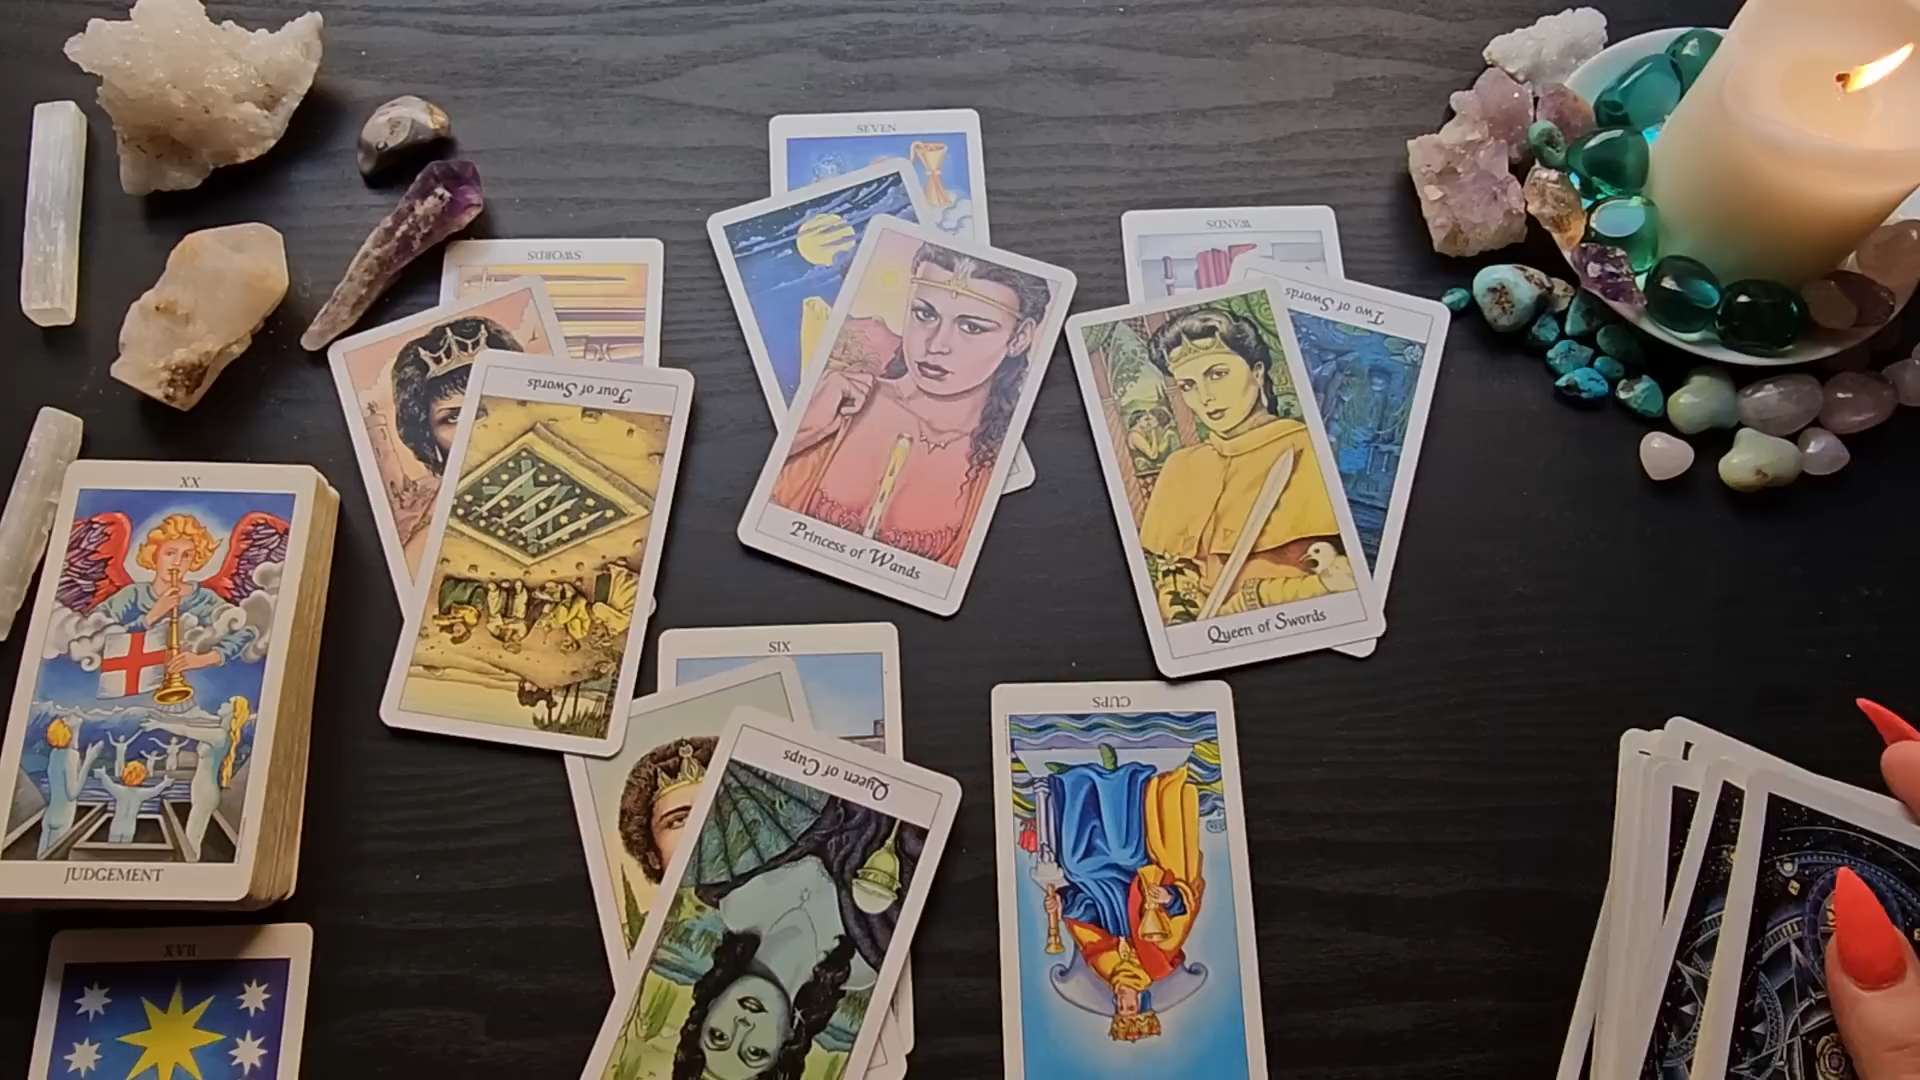 SEVEN
WANDS
SWORDS
Two of Swords
Four of Swords
XX
Princess of Wands
Queen of Swords
SIX
CUPS
Queen of Cups
JUDGEMENT
XVII